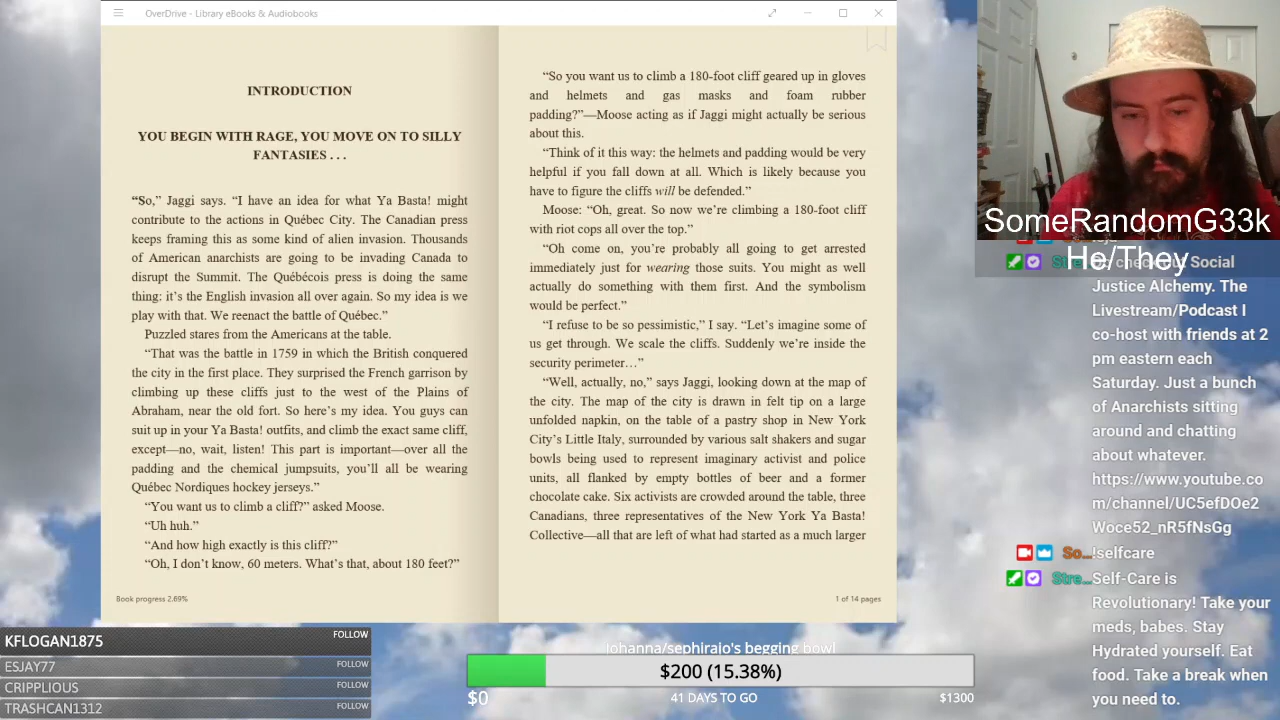 OverDrive - Library eBooks & Audiobooks
INTRODUCTION
YOU BEGIN WITH RAGE, YOU MOVE ON TO SILLY
FANTASIES . . .
“So,” Jaggi says. “I have an idea for what Ya Basta! might
contribute to the actions in Québec City. The Canadian press
keeps framing this as some kind of alien invasion. Thousands
of American anarchists are going to be invading Canada to
disrupt the Summit. The Québécois press is doing the same
thing: it’s the English invasion all over again. So my idea is we
play with that. We reenact the battle of Québec.”
Puzzled stares from the Americans at the table.
“That was the battle in 1759 in which the British conquered
the city in the first place. They surprised the French garrison by
climbing up these cliffs just to the west of the Plains of
Abraham, near the old fort. So here’s my idea. You guys can
suit up in your Ya Basta! outfits, and climb the exact same cliff,
except—no, wait, listen! This part is important—over all the
padding and the chemical jumpsuits, you’ll all be wearing
Québec Nordiques hockey jerseys.”
“You want us to climb a cliff?” asked Moose.
“Uh huh.”
“And how high exactly is this cliff?”
“Oh, I don’t know, 60 meters. What’s that, about 180 feet?”
Book progress 2.69%
“So you want us to climb a 180-foot cliff geared up in gloves
and helmets and gas masks and foam rubber
padding?”—Moose acting as if Jaggi might actually be serious
about this.
“Think of it this way: the helmets and padding would be very
helpful if you fall down at all. Which is likely because you
have to figure the cliffs will be defended.”
Moose: “Oh, great. So now we’re climbing a 180-foot cliff
with riot cops all over the top.”
“Oh come on, you’re probably all going to get arrested
immediately just for wearing those suits. You might as well
actually do something with them first. And the symbolism
would be perfect.”
“I refuse to be so pessimistic,” I say. “Let’s imagine some of
us get through. We scale the cliffs. Suddenly we’re inside the
security perimeter…”
“Well, actually, no,” says Jaggi, looking down at the map of
the city. The map of the city is drawn in felt tip on a large
unfolded napkin, on the table of a pastry shop in New York
City’s Little Italy, surrounded by various salt shakers and sugar
bowls being used to represent imaginary activist and police
units, all flanked by empty bottles of beer and a former
chocolate cake. Six activists are crowded around the table, three
Canadians, three representatives of the New York Ya Basta!
Collective—all that are left of what had started as a much larger
1 of 14 pages
SomeRandomG33k
He/They
Social
Justice Alchemy. The
Livestream/Podcast I
co-host with friends at 2
pm eastern each
Saturday. Just a bunch
of Anarchists sitting
around and chatting
about whatever.
https://www.youtube.co
m/channel/UC5efDOe2
Woce52_nR5fNsGg
So...!selfcare
Stre...Self-Care is
Revolutionary! Take your
meds, babes. Stay
Hydrated yourself. Eat
food. Take a break when
you need to.
KFLOGAN1875 FOLLOW
ESJAY77 FOLLOW
CRIPPLIOUS FOLLOW
TRASHCAN1312 FOLLOW
Johanna/sephiraio's begging bowl
$200 (15.38%)
$0 41 DAYS TO GO $1300